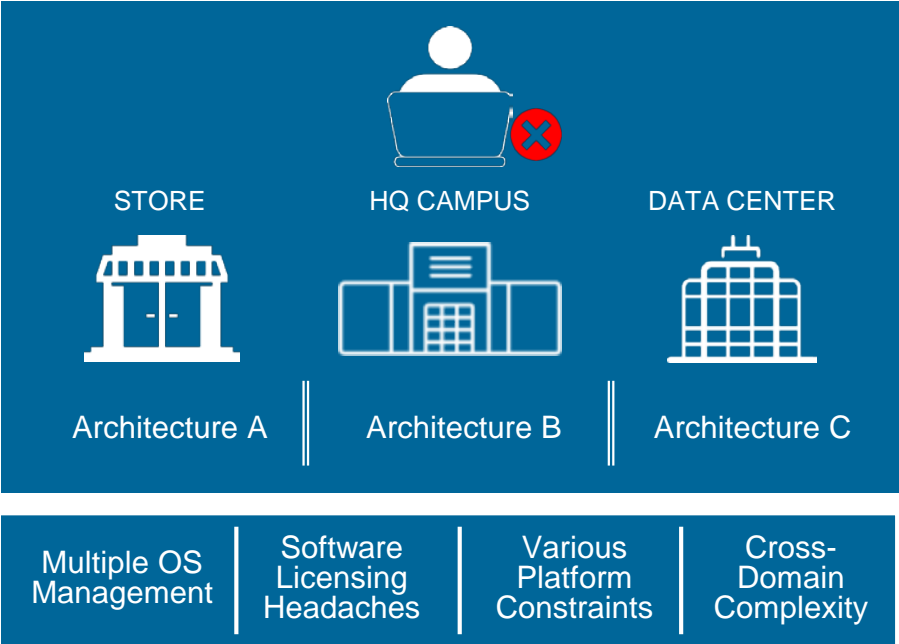 STORE
HQ CAMPUS
DATA CENTER
Architecture A
Architecture B
Architecture C
Multiple OS
Management
Software
Licensing
Headaches
Various
Platform
Constraints
Cross-
Domain
Complexity